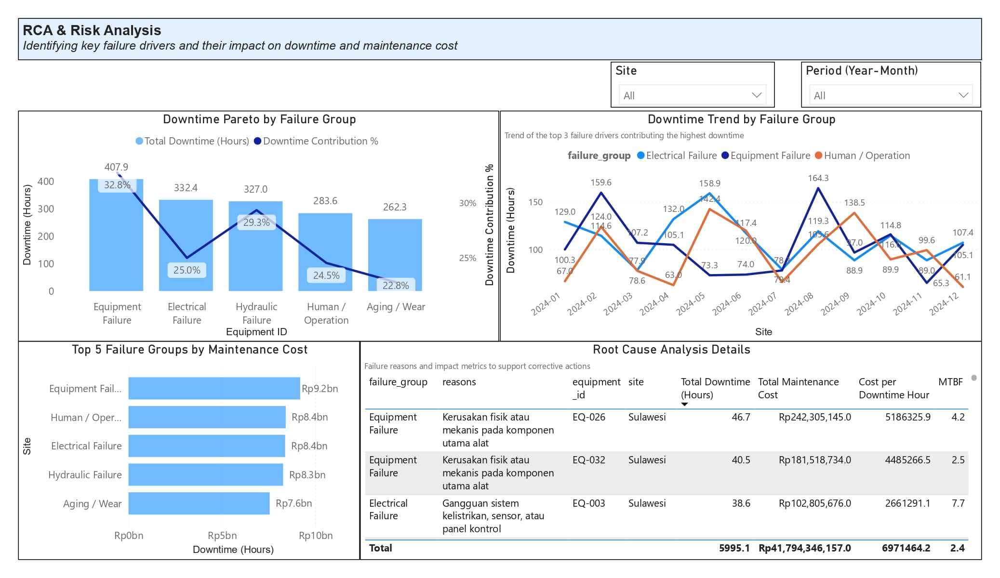 RCA & Risk Analysis
Identifying key failure drivers and their impact on downtime and maintenance cost
Site
All
Period (Year-Month)
All
Downtime Pareto by Failure Group
Total Downtime (Hours)
Downtime Contribution %
Downtime (Hours)
400
300
200
100
0
407.9
332.4
327.0
283.6
262.3
32.8%
25.0%
29.3%
24.5%
22.8%
30%
25%
Downtime Contribution %
Equipment
Failure
Electrical
Failure
Hydraulic
Failure
Human /
Operation
Aging / Wear
Equipment ID
Downtime Trend by Failure Group
Trend of the top 3 failure drivers contributing the highest downtime
failure_group
Electrical Failure
Equipment Failure
Human / Operation
Downtime (Hours)
150
100
129.0
100.3
67.0
159.6
124.0
114.6
107.2
77.9
78.6
132.0
105.1
63.0
158.9
142.4
73.3
117.4
120.0
74.0
164.3
119.3
105.6
138.5
97.0
88.9
114.8
116.0
89.9
99.6
89.0
65.3
107.4
105.1
61.1
2024-01
2024-02
2024-03
2024-04
2024-05
2024-06
2024-07
2024-08
2024-09
2024-10
2024-11
2024-12
Site
Top 5 Failure Groups by Maintenance Cost
Site
Equipment Fail...
Rp9.2bn
Human / Oper...
Rp8.4bn
Electrical Failure
Rp8.4bn
Hydraulic Failure
Rp8.3bn
Aging / Wear
Rp7.6bn
Rp0bn
Rp5bn
Rp10bn
Downtime (Hours)
Root Cause Analysis Details
Failure reasons and impact metrics to support corrective actions
failure_group reasons equipment site Total Downtime Total Maintenance Cost per MTBF
_id (Hours) Cost Downtime Hour
Equipment Kerusakan fisik atau EQ-026 Sulawesi 46.7 Rp242,305,145.0 5186325.9 4.2
Failure mekanis pada komponen
utama alat
Equipment Kerusakan fisik atau EQ-032 Sulawesi 40.5 Rp181,518,734.0 4485266.5 2.5
Failure mekanis pada komponen
utama alat
Electrical Gangguan sistem EQ-003 Sulawesi 38.6 Rp102,805,676.0 2661291.1 7.7
Failure kelistrikan, sensor, atau
panel kontrol
Total 5995.1 Rp41,794,346,157.0 6971464.2 2.4